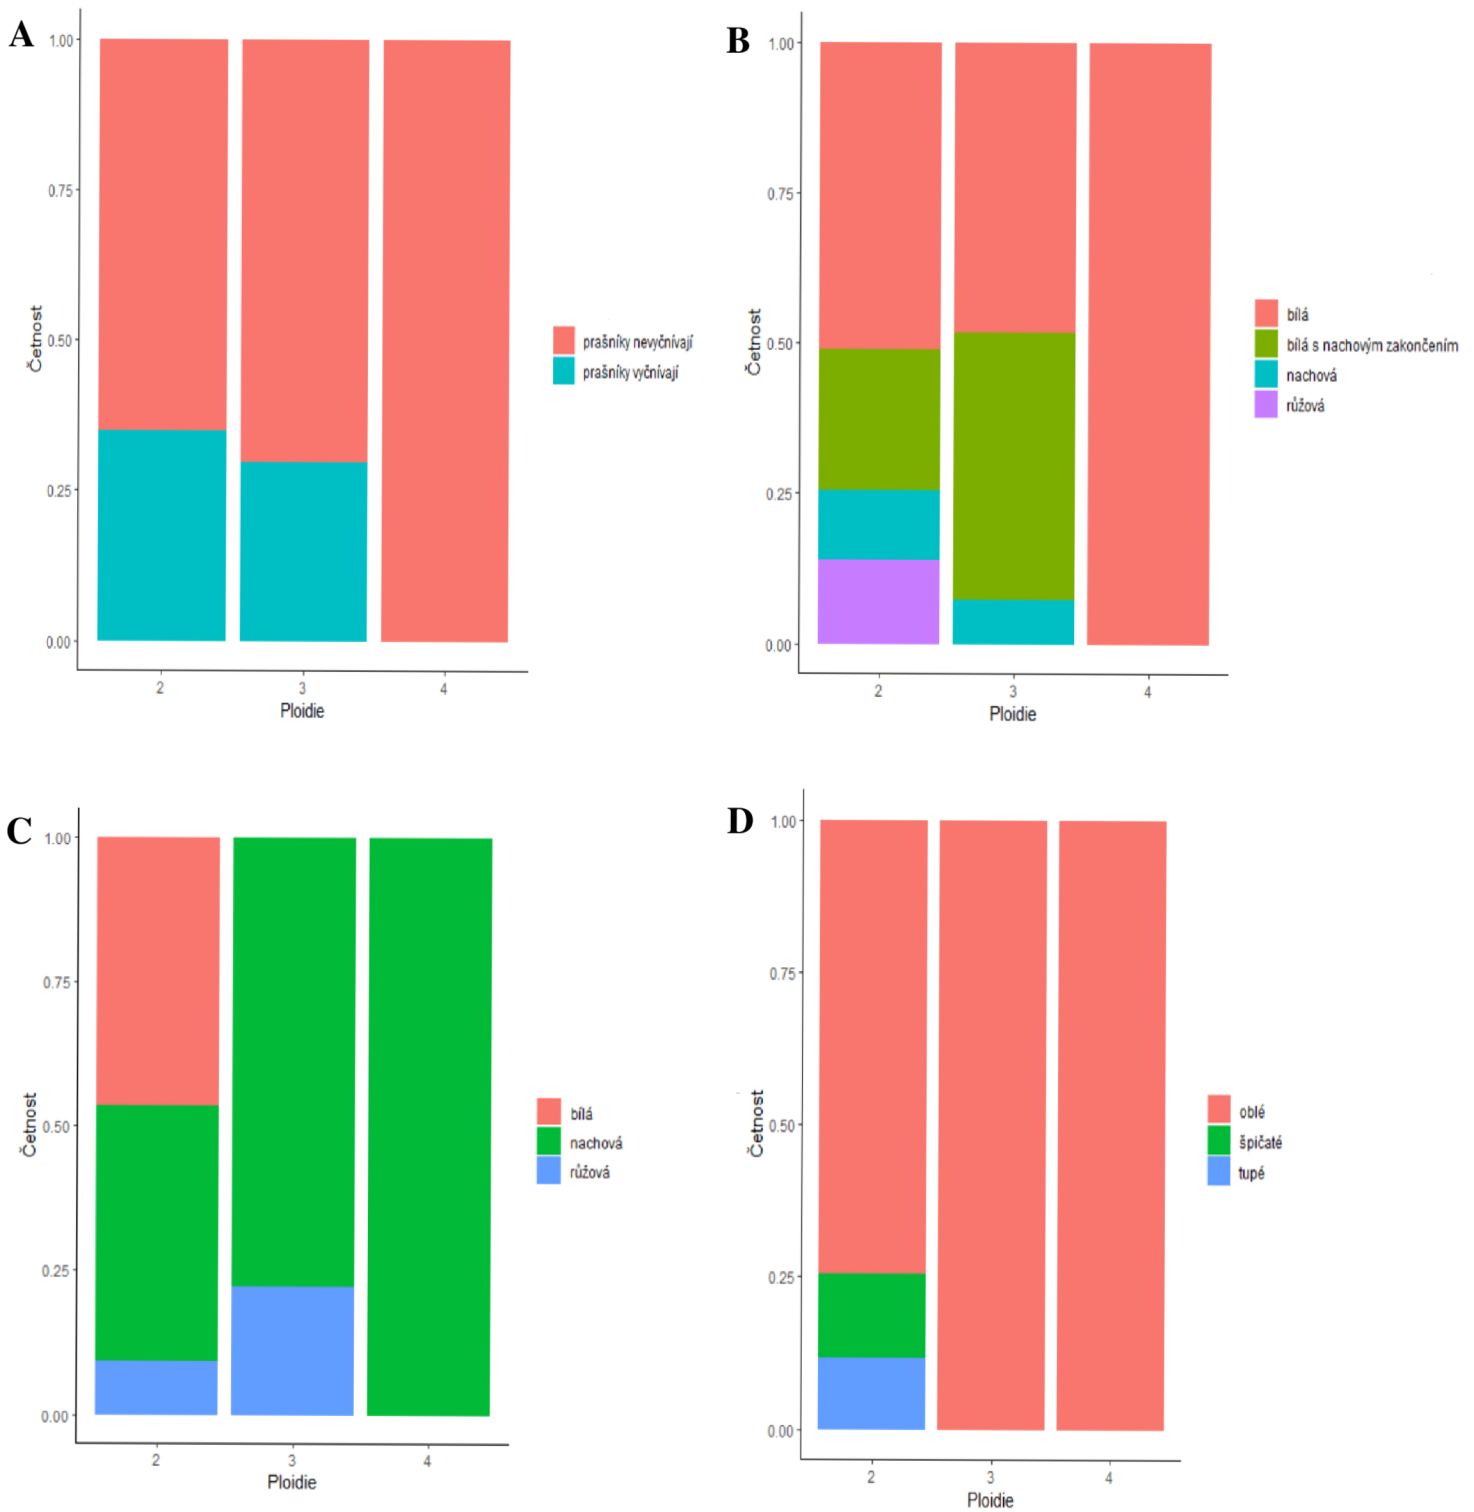 A
1.00
0.75
0.50
0.25
0.00
Četnost
2 3 4
Ploidie
prašníky nevyčnívají
prašníky vyčnívají
B
1.00
0.75
0.50
0.25
0.00
Četnost
2 3 4
Ploidie
bílá
bílá s nachovým zakončením
nachová
růžová
C
1.00
0.75
0.50
0.25
0.00
Četnost
2 3 4
Ploidie
bílá
nachová
růžová
D
1.00
0.75
0.50
0.25
0.00
Četnost
2 3 4
Ploidie
oblé
špičaté
tupé